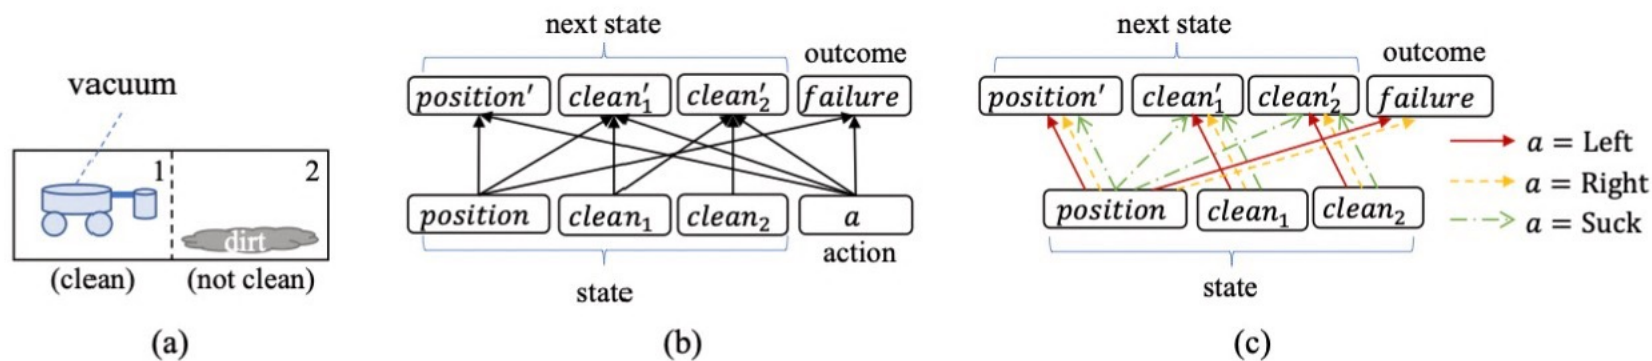 vacuum
1
2
dirt
(clean)
(not clean)
(a)
next state
outcome
position′
clean′₁
clean′₂
failure
position
clean₁
clean₂
a
action
state
(b)
next state
outcome
position′
clean′₁
clean′₂
failure
position
clean₁
clean₂
a = Left
a = Right
a = Suck
state
(c)